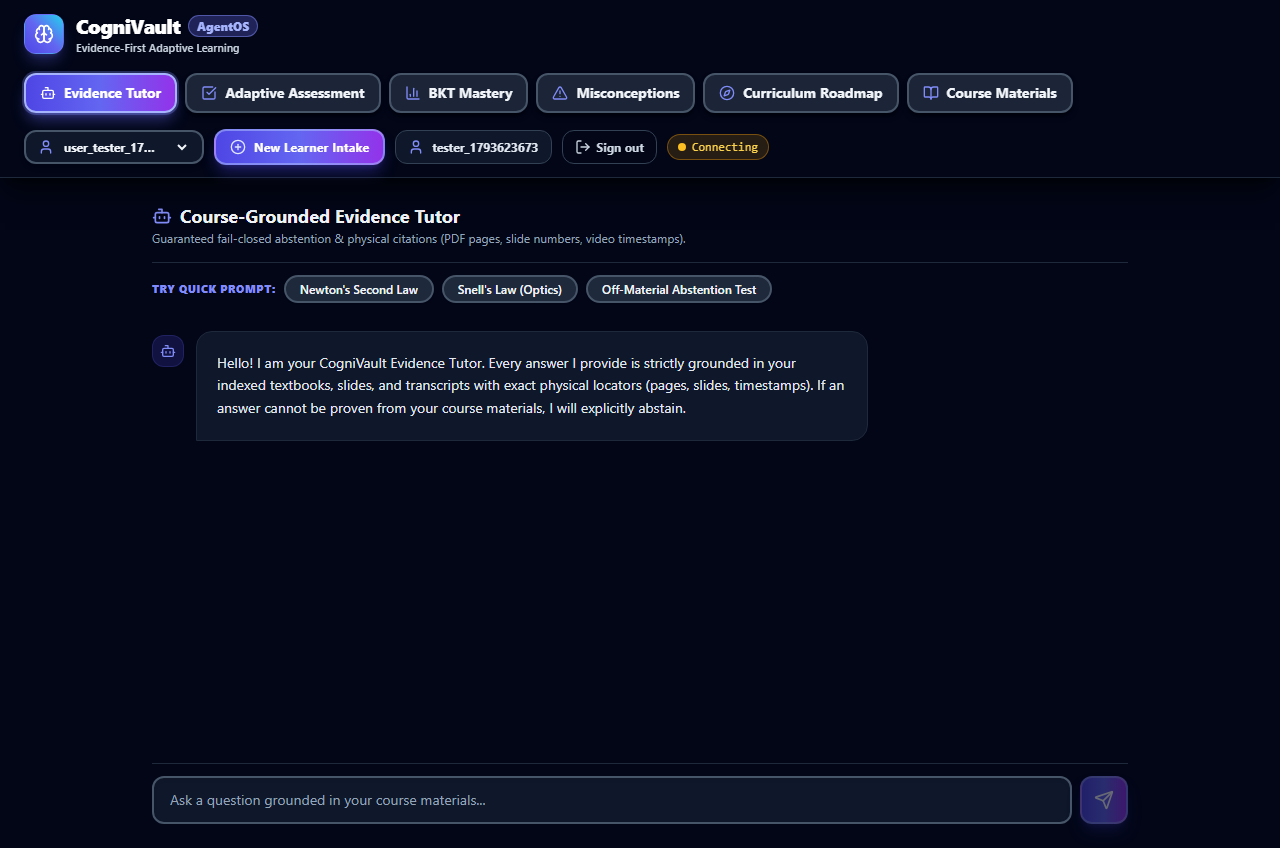 CogniVault AgentOS
Evidence-First Adaptive Learning
Evidence Tutor Adaptive Assessment BKT Mastery Misconceptions Curriculum Roadmap Course Materials
user_tester_17... New Learner Intake tester_1793623673 Sign out Connecting
Course-Grounded Evidence Tutor
Guaranteed fail-closed abstention & physical citations (PDF pages, slide numbers, video timestamps).
TRY QUICK PROMPT: Newton's Second Law Snell's Law (Optics) Off-Material Abstention Test
Hello! I am your CogniVault Evidence Tutor. Every answer I provide is strictly grounded in your
indexed textbooks, slides, and transcripts with exact physical locators (pages, slides, timestamps). If an
answer cannot be proven from your course materials, I will explicitly abstain.
Ask a question grounded in your course materials...